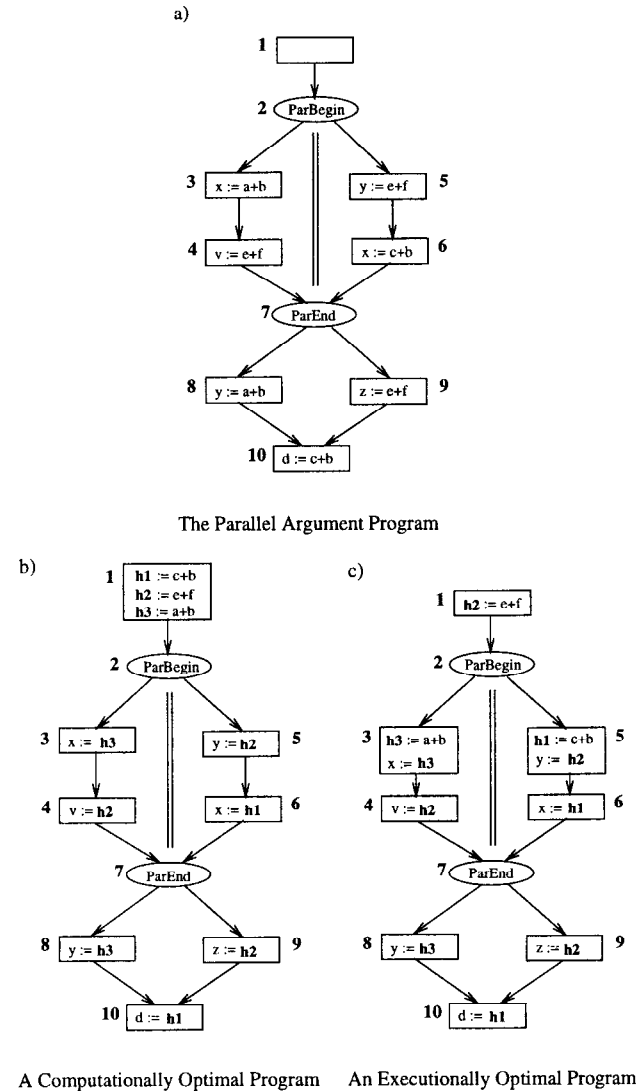 a)
1
2 ParBegin
3 x := a+b
y := e+f 5
4 v := e+f
x := c+b 6
7 ParEnd
8 y := a+b
z := e+f 9
10 d := c+b
The Parallel Argument Program
b)
1 h1 := c+b
h2 := e+f
h3 := a+b
2 ParBegin
3 x := h3
y := h2 5
4 v := h2
x := h1 6
7 ParEnd
8 y := h3
z := h2 9
10 d := h1
A Computationally Optimal Program
c)
1 h2 := e+f
2 ParBegin
3 h3 := a+b
x := h3
h1 := c+b 5
y := h2
4 v := h2
x := h1 6
7 ParEnd
8 y := h3
z := h2 9
10 d := h1
An Executionally Optimal Program